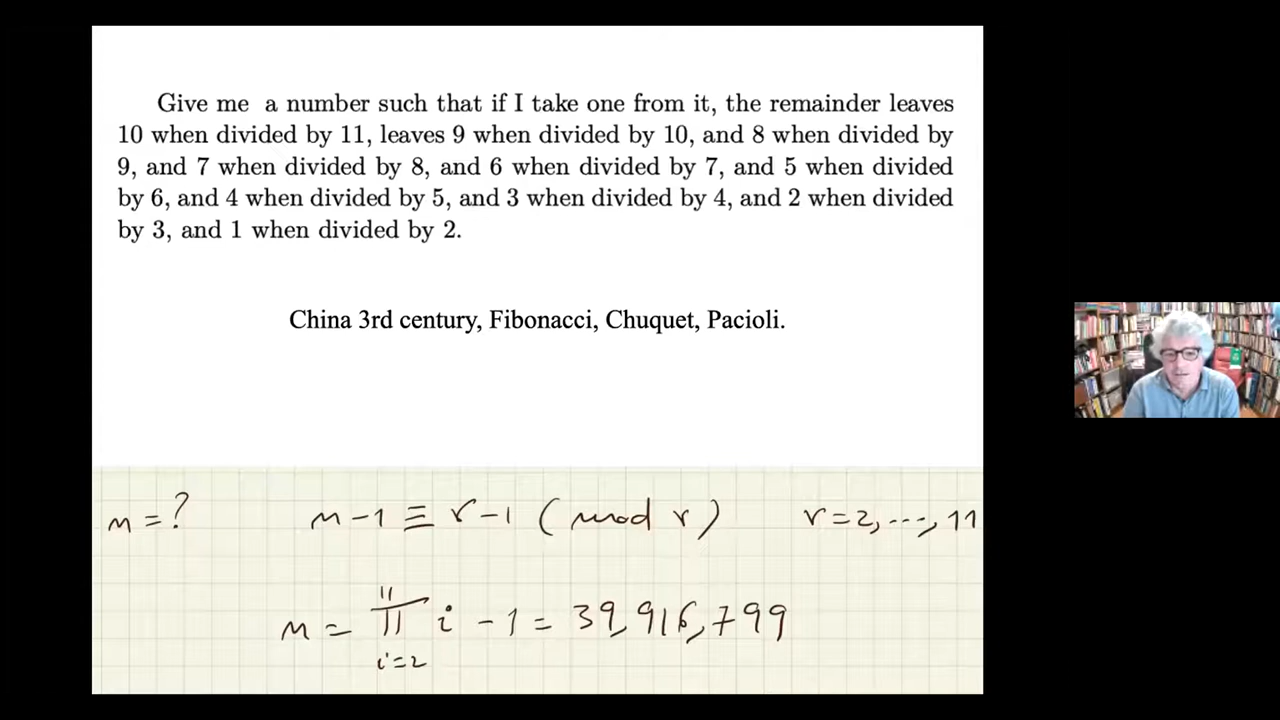 Give me a number such that if I take one from it, the remainder leaves
10 when divided by 11, leaves 9 when divided by 10, and 8 when divided by
9, and 7 when divided by 8, and 6 when divided by 7, and 5 when divided
by 6, and 4 when divided by 5, and 3 when divided by 4, and 2 when divided
by 3, and 1 when divided by 2.
China 3rd century, Fibonacci, Chuquet, Pacioli.
n = ? n - 1 ≡ r - 1 (mod r) r = 2, ..., 11
n = ∏_{i=2}^{11} i - 1 = 39,916,799